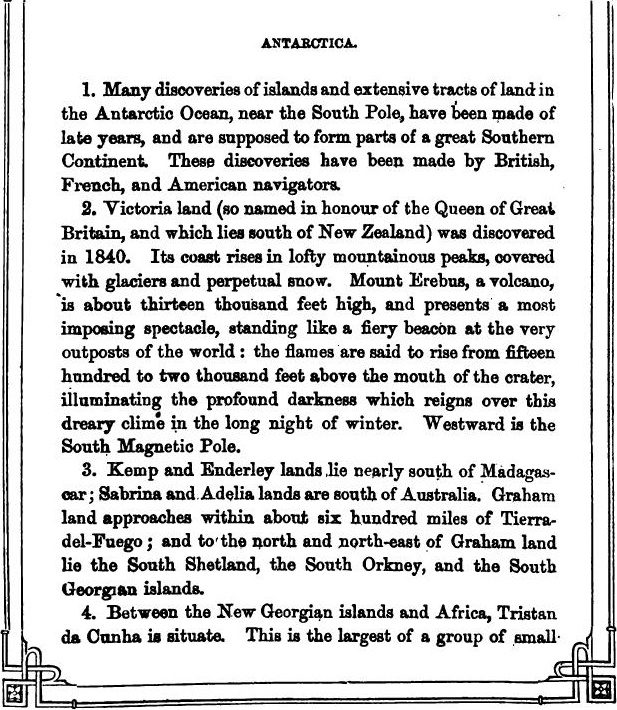 ANTARCTICA.
1. Many discoveries of islands and extensive tracts of land in
the Antarctic Ocean, near the South Pole, have been made of
late years, and are supposed to form parts of a great Southern
Continent. These discoveries have been made by British,
French, and American navigators.
2. Victoria land (so named in honour of the Queen of Great
Britain, and which lies south of New Zealand) was discovered
in 1840. Its coast rises in lofty mountainous peaks, covered
with glaciers and perpetual snow. Mount Erebus, a volcano,
is about thirteen thousand feet high, and presents a most
imposing spectacle, standing like a fiery beacon at the very
outposts of the world : the flames are said to rise from fifteen
hundred to two thousand feet above the mouth of the crater,
illuminating the profound darkness which reigns over this
dreary clime in the long night of winter. Westward is the
South Magnetic Pole.
3. Kemp and Enderley lands lie nearly south of Madagas-
car ; Sabrina and Adelia lands are south of Australia. Graham
land approaches within about six hundred miles of Tierra-
del-Fuego ; and to the north and north-east of Graham land
lie the South Shetland, the South Orkney, and the South
Georgian islands.
4. Between the New Georgian islands and Africa, Tristan
da Cunha is situate. This is the largest of a group of small